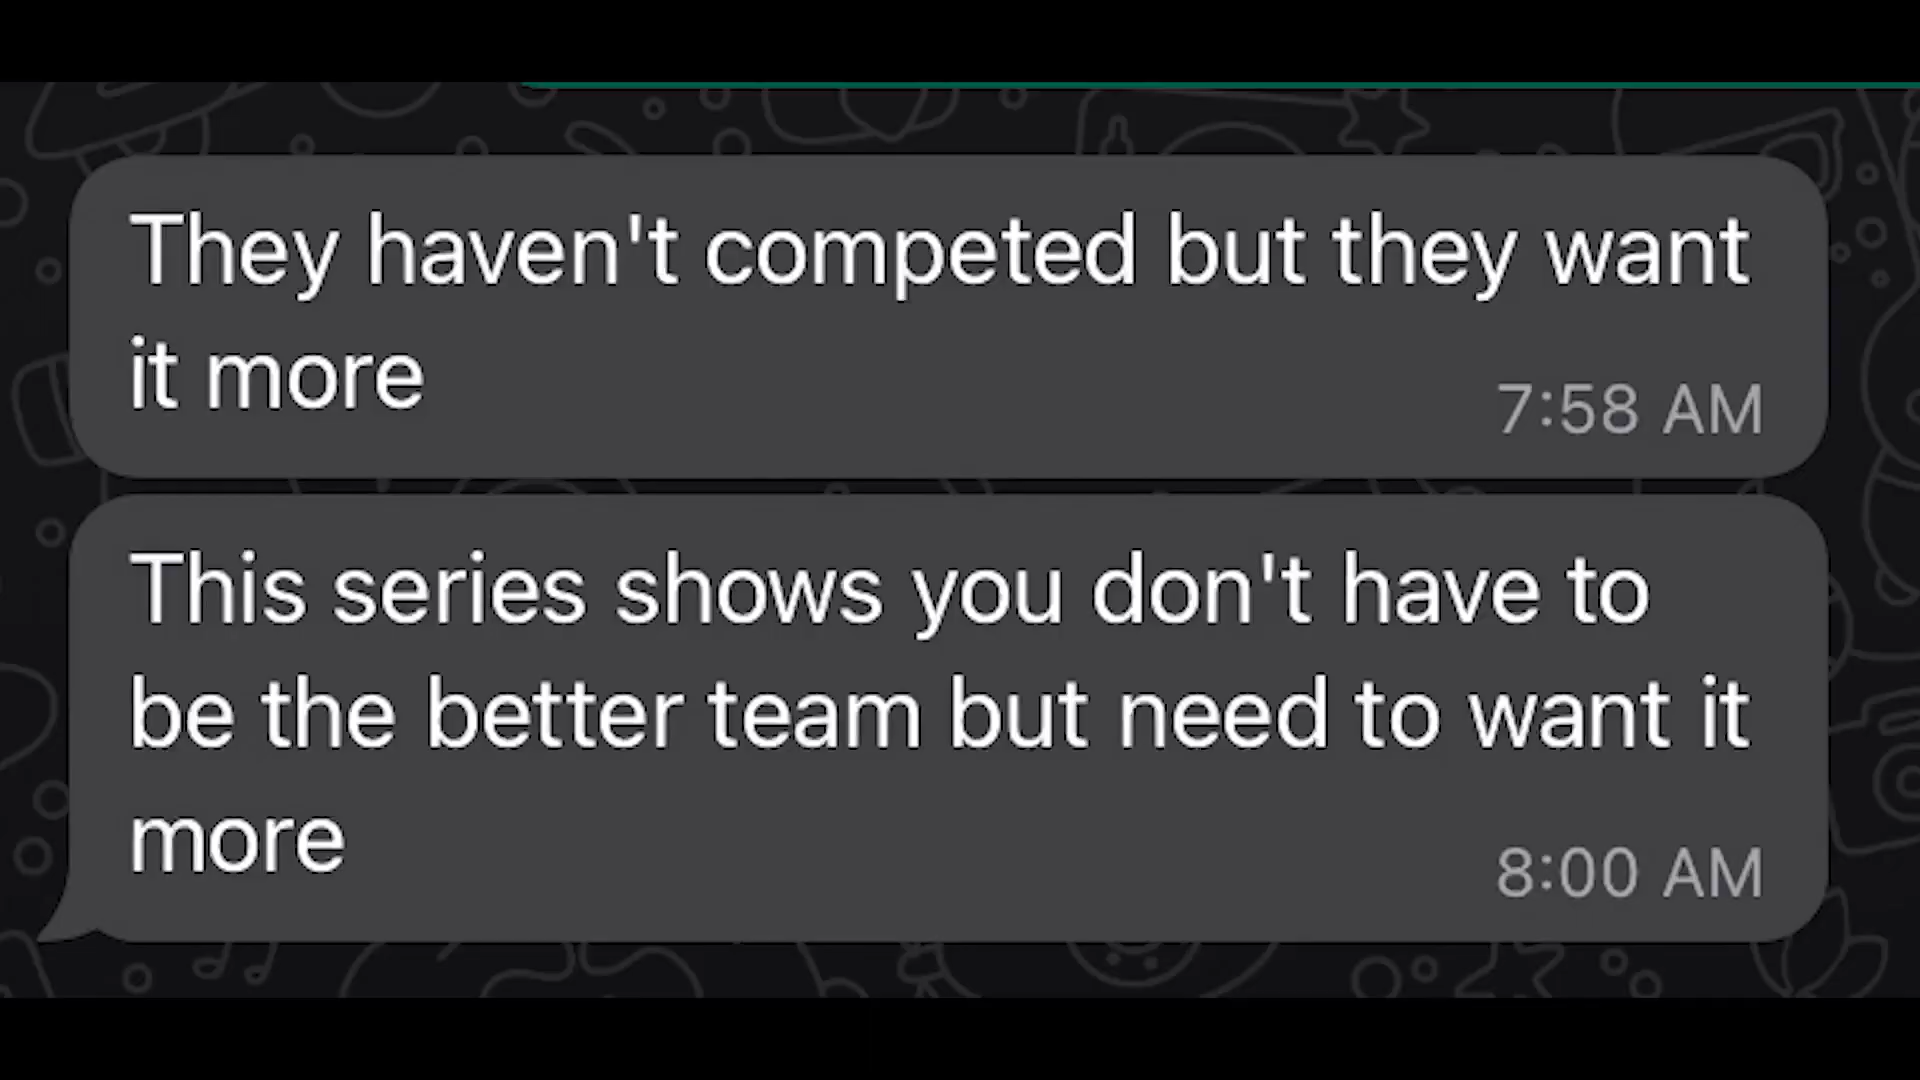 They haven't competed but they want
it more
7:58 AM
This series shows you don't have to
be the better team but need to want it
more
8:00 AM